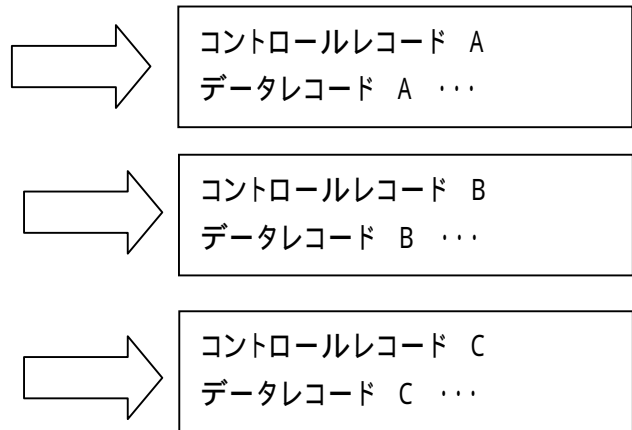 コントロールレコード A
データレコード A ···
コントロールレコード B
データレコード B ···
コントロールレコード C
データレコード C ···